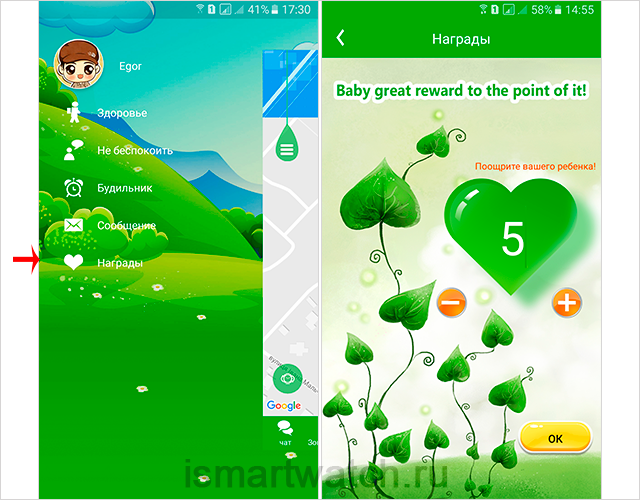 41% 17:30
Egor
Здоровье
Не беспокоить
Будильник
Сообщение
Награды
Google
чат
58% 14:55
Награды
Baby great reward to the point of it!
Поощрите вашего ребенка!
5
OK
ismartwatch.ru